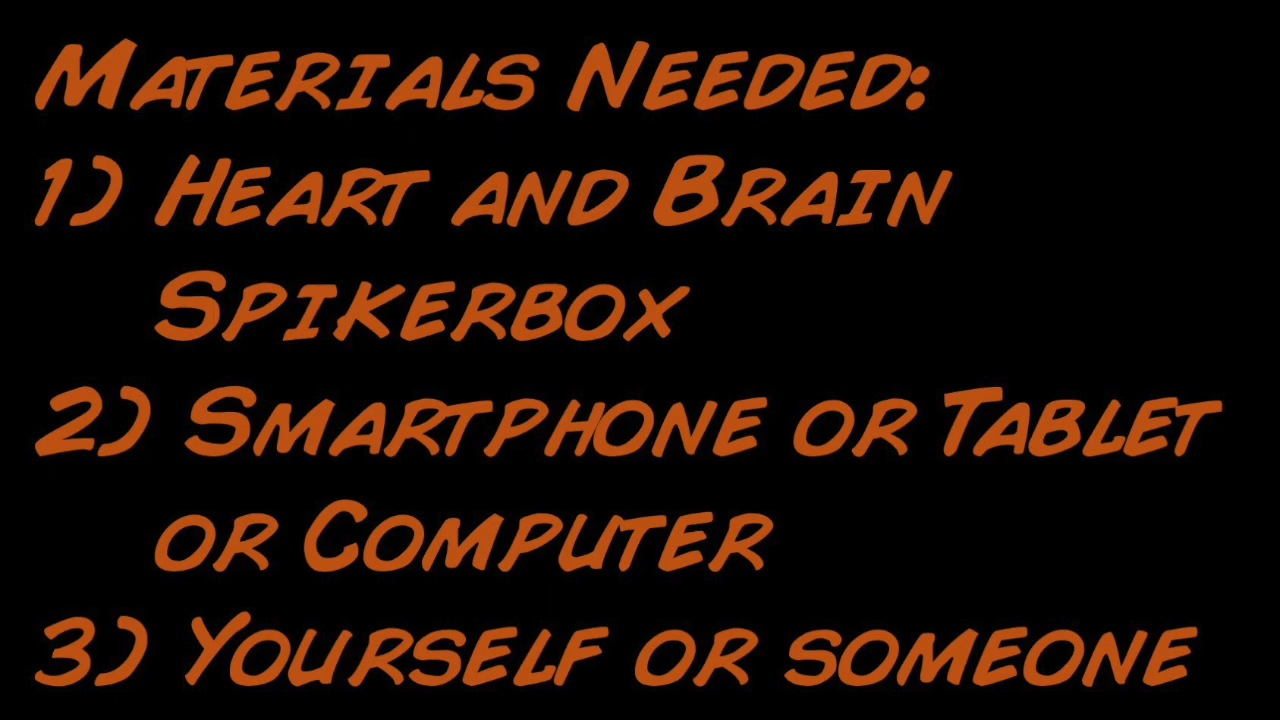 Materials Needed:
1) Heart and Brain
Spikerbox
2) Smartphone or Tablet
or Computer
3) Yourself or someone